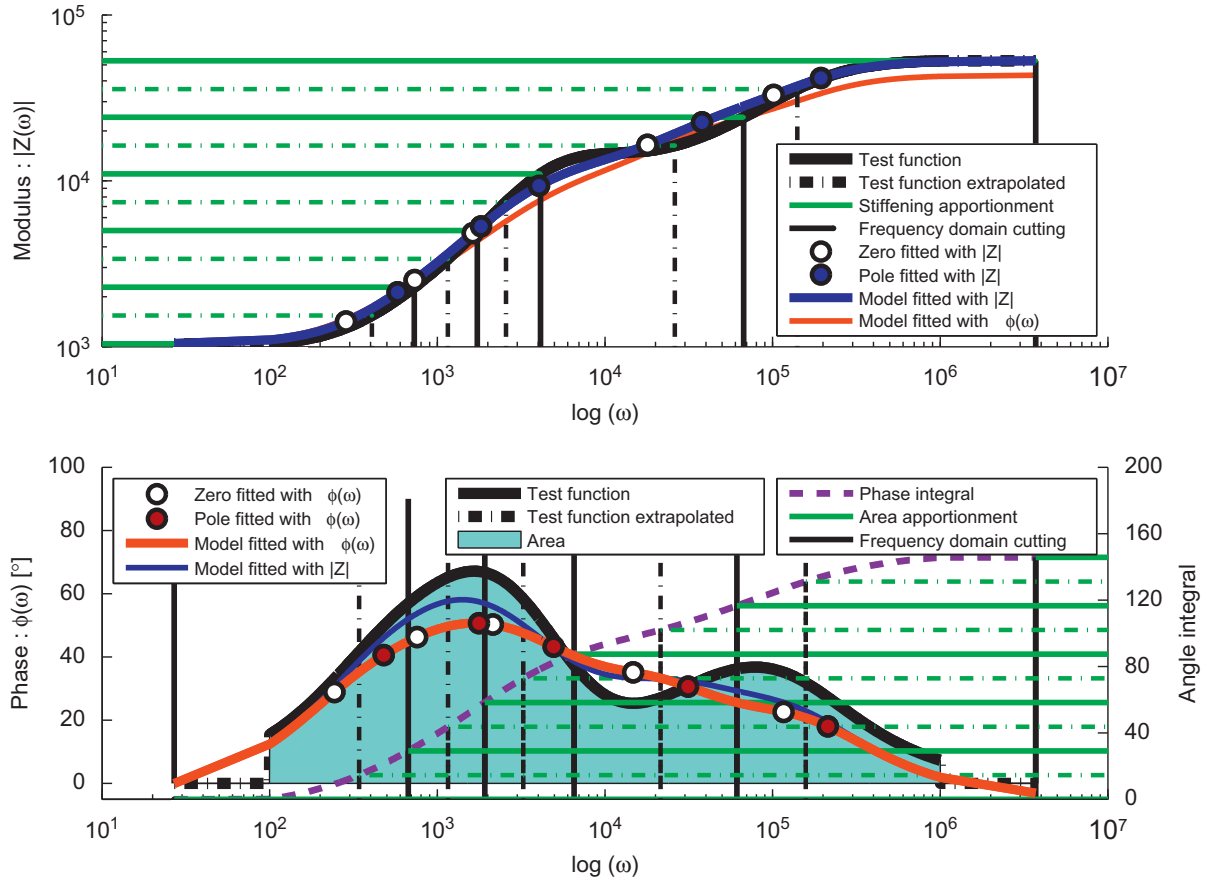 10^5
10^4
10^3
Modulus : |Z(ω)|
Test function
Test function extrapolated
Stiffening apportionment
Frequency domain cutting
Zero fitted with |Z|
Pole fitted with |Z|
Model fitted with |Z|
Model fitted with ϕ(ω)
10^1 10^2 10^3 10^4 10^5 10^6 10^7
log (ω)
100
80
60
40
20
0
Phase : ϕ(ω) [°]
Zero fitted with ϕ(ω)
Pole fitted with ϕ(ω)
Model fitted with ϕ(ω)
Model fitted with |Z|
Test function
Test function extrapolated
Area
Phase integral
Area apportionment
Frequency domain cutting
200
160
120
80
40
0
Angle integral
10^1 10^2 10^3 10^4 10^5 10^6 10^7
log (ω)